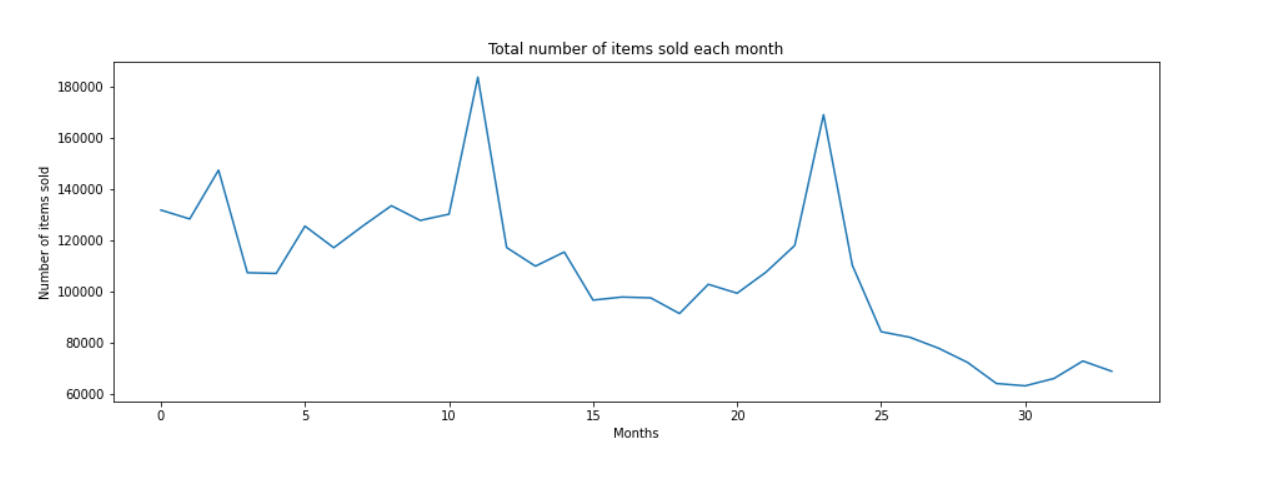 Total number of items sold each month
180000
160000
140000
120000
100000
80000
60000
Number of items sold
0 5 10 15 20 25 30
Months